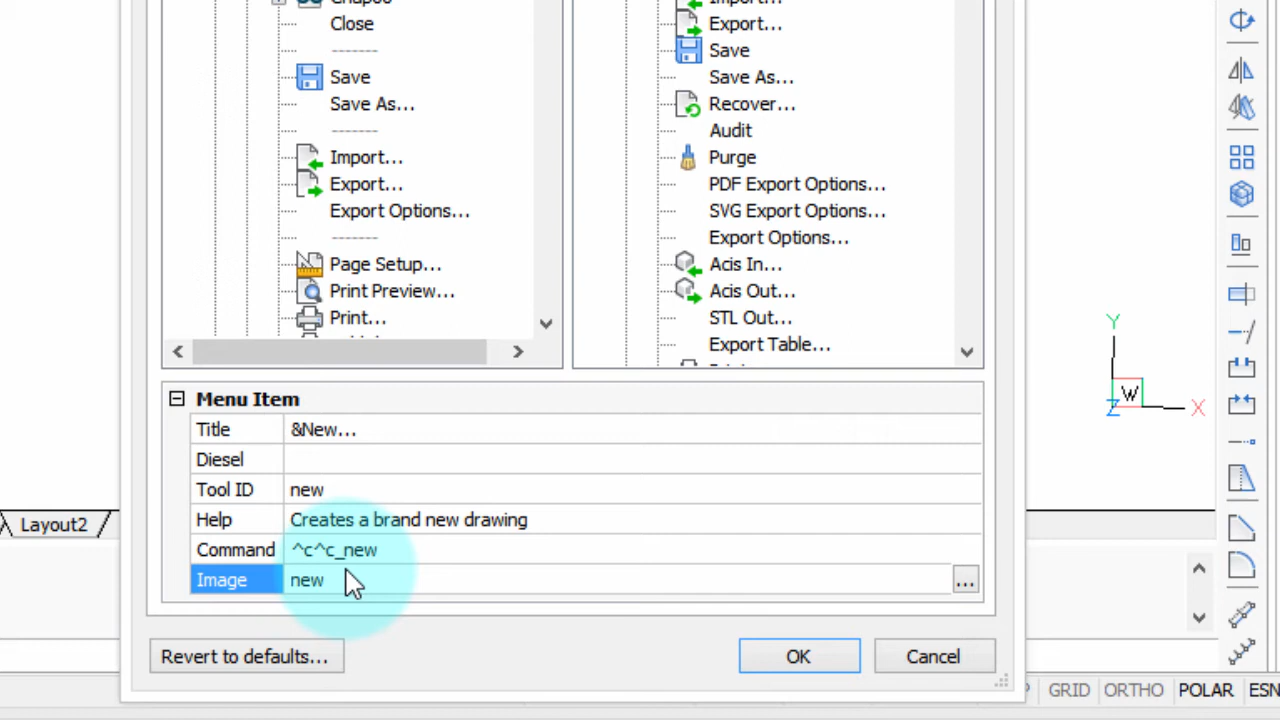 Close
-------
Save
Save As...
-------
Import...
Export...
Export Options...
-------
Page Setup...
Print Preview...
Print...
Export...
Save
Save As...
Recover...
Audit
Purge
PDF Export Options...
SVG Export Options...
Export Options...
Acis In...
Acis Out...
STL Out...
Export Table...
Menu Item
Title &New...
Diesel
Tool ID new
Help Creates a brand new drawing
Command ^c^c_new
Image new ...
Revert to defaults... OK Cancel
Layout2
Y
W
Z X
GRID ORTHO POLAR ESN